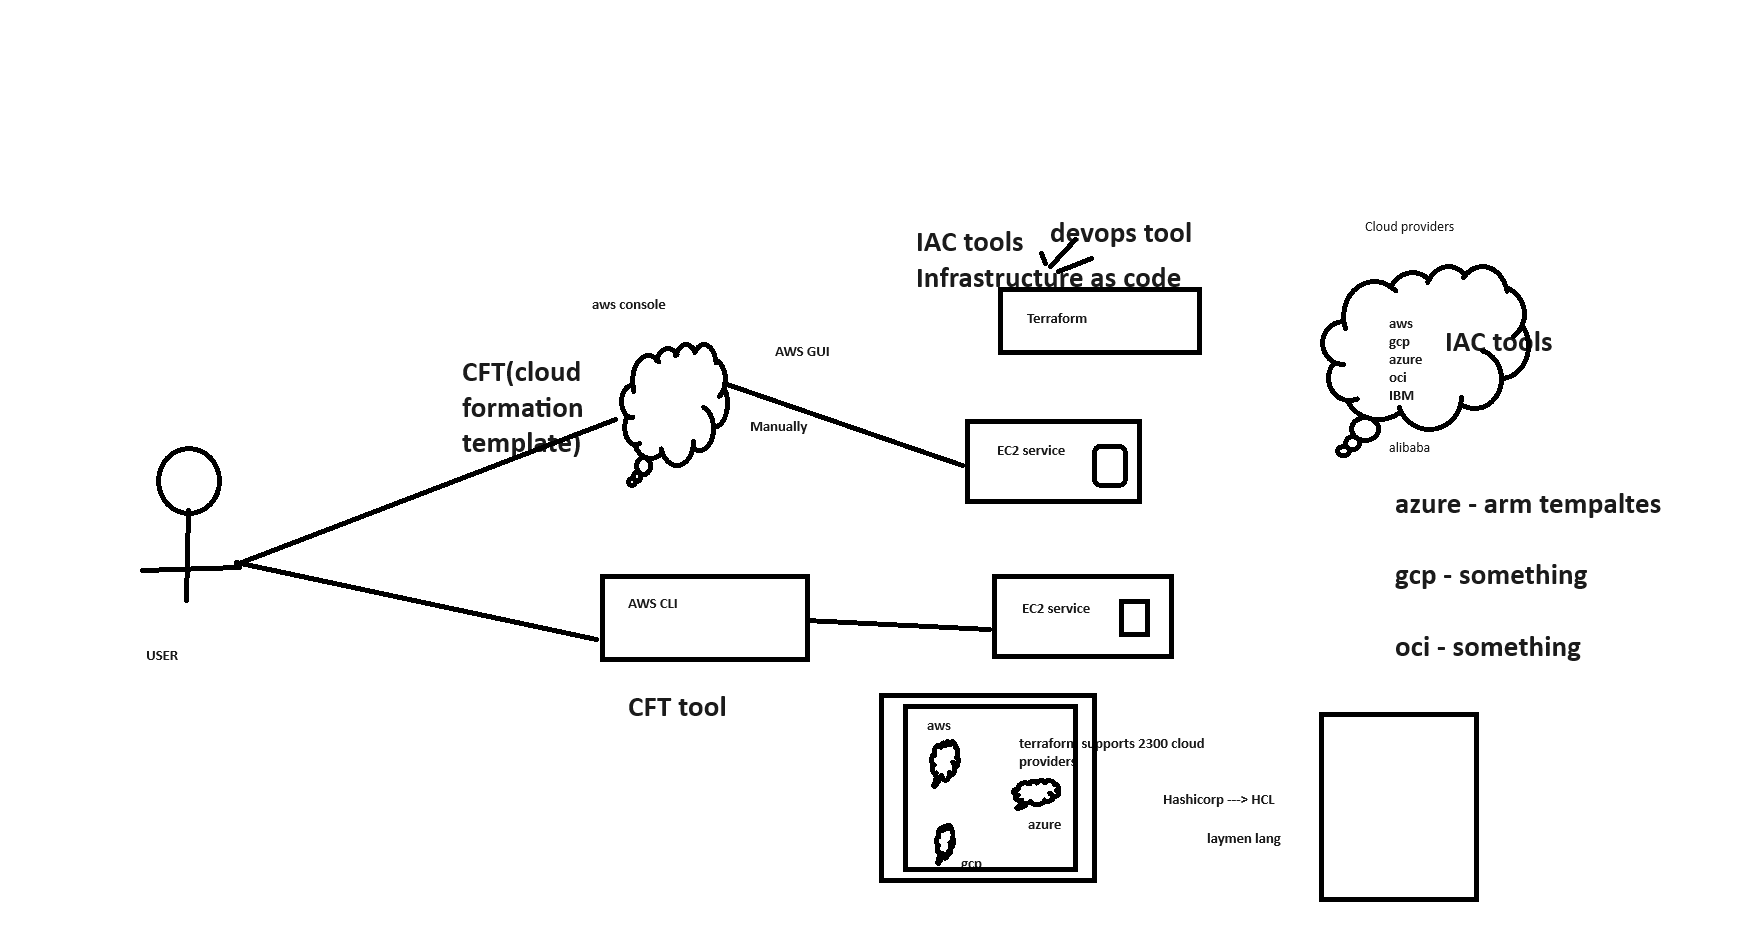 Cloud providers
IAC tools
devops tool
Infrastructure as code
aws console
Terraform
AWS GUI
aws
gcp
azure
oci
IBM
IAC tools
CFT(cloud
formation
template)
Manually
EC2 service
alibaba
azure - arm tempaltes
gcp - something
AWS CLI
EC2 service
USER
oci - something
CFT tool
aws
terraform supports 2300 cloud
providers
azure
gcp
Hashicorp ---> HCL
laymen lang